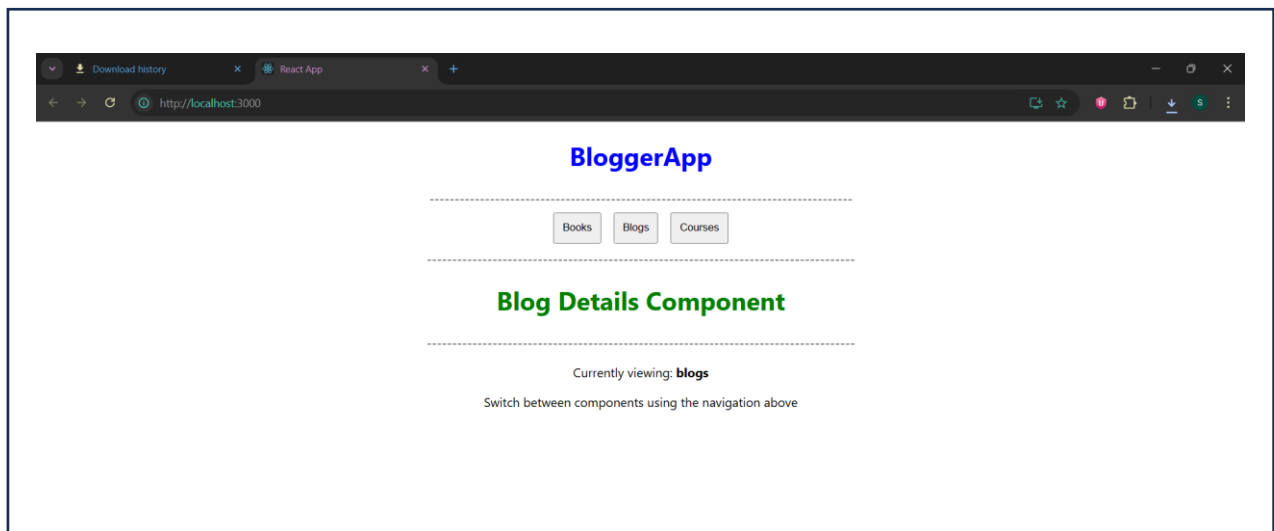 Download history
React App
http://localhost:3000
S
BloggerApp
Books Blogs Courses
Blog Details Component
Currently viewing: blogs
Switch between components using the navigation above